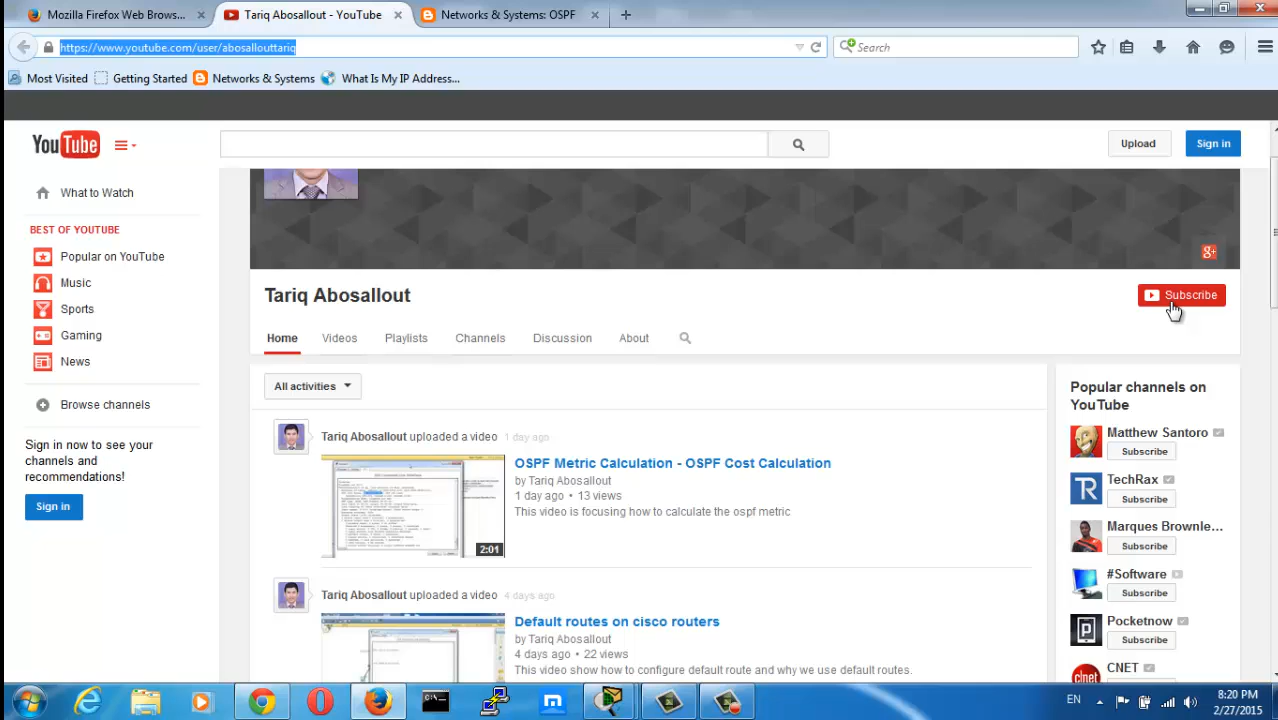 Mozilla Firefox Web Brows...
Tariq Abosallout - YouTube
Networks & Systems: OSPF
https://www.youtube.com/user/abosallouttariq
Search
Most Visited
Getting Started
Networks & Systems
What Is My IP Address...
YouTube
Upload
Sign in
What to Watch
BEST OF YOUTUBE
Popular on YouTube
Music
Sports
Gaming
News
Browse channels
Sign in now to see your
channels and
recommendations!
Sign in
g+
Tariq Abosallout
Subscribe
Home
Videos
Playlists
Channels
Discussion
About
All activities
Tariq Abosallout uploaded a video 1 day ago
OSPF Metric Calculation - OSPF Cost Calculation
by Tariq Abosallout
1 day ago • 13 views
This video is focusing how to calculate the ospf metric
2:01
Tariq Abosallout uploaded a video 4 days ago
Default routes on cisco routers
by Tariq Abosallout
4 days ago • 22 views
This video show how to configure default route and why we use default routes.
Popular channels on
YouTube
Matthew Santoro
Subscribe
TechRax
Subscribe
Marques Brownle...
Subscribe
#Software
Subscribe
Pocketnow
Subscribe
CNET
c|net
EN
8:20 PM
2/27/2015